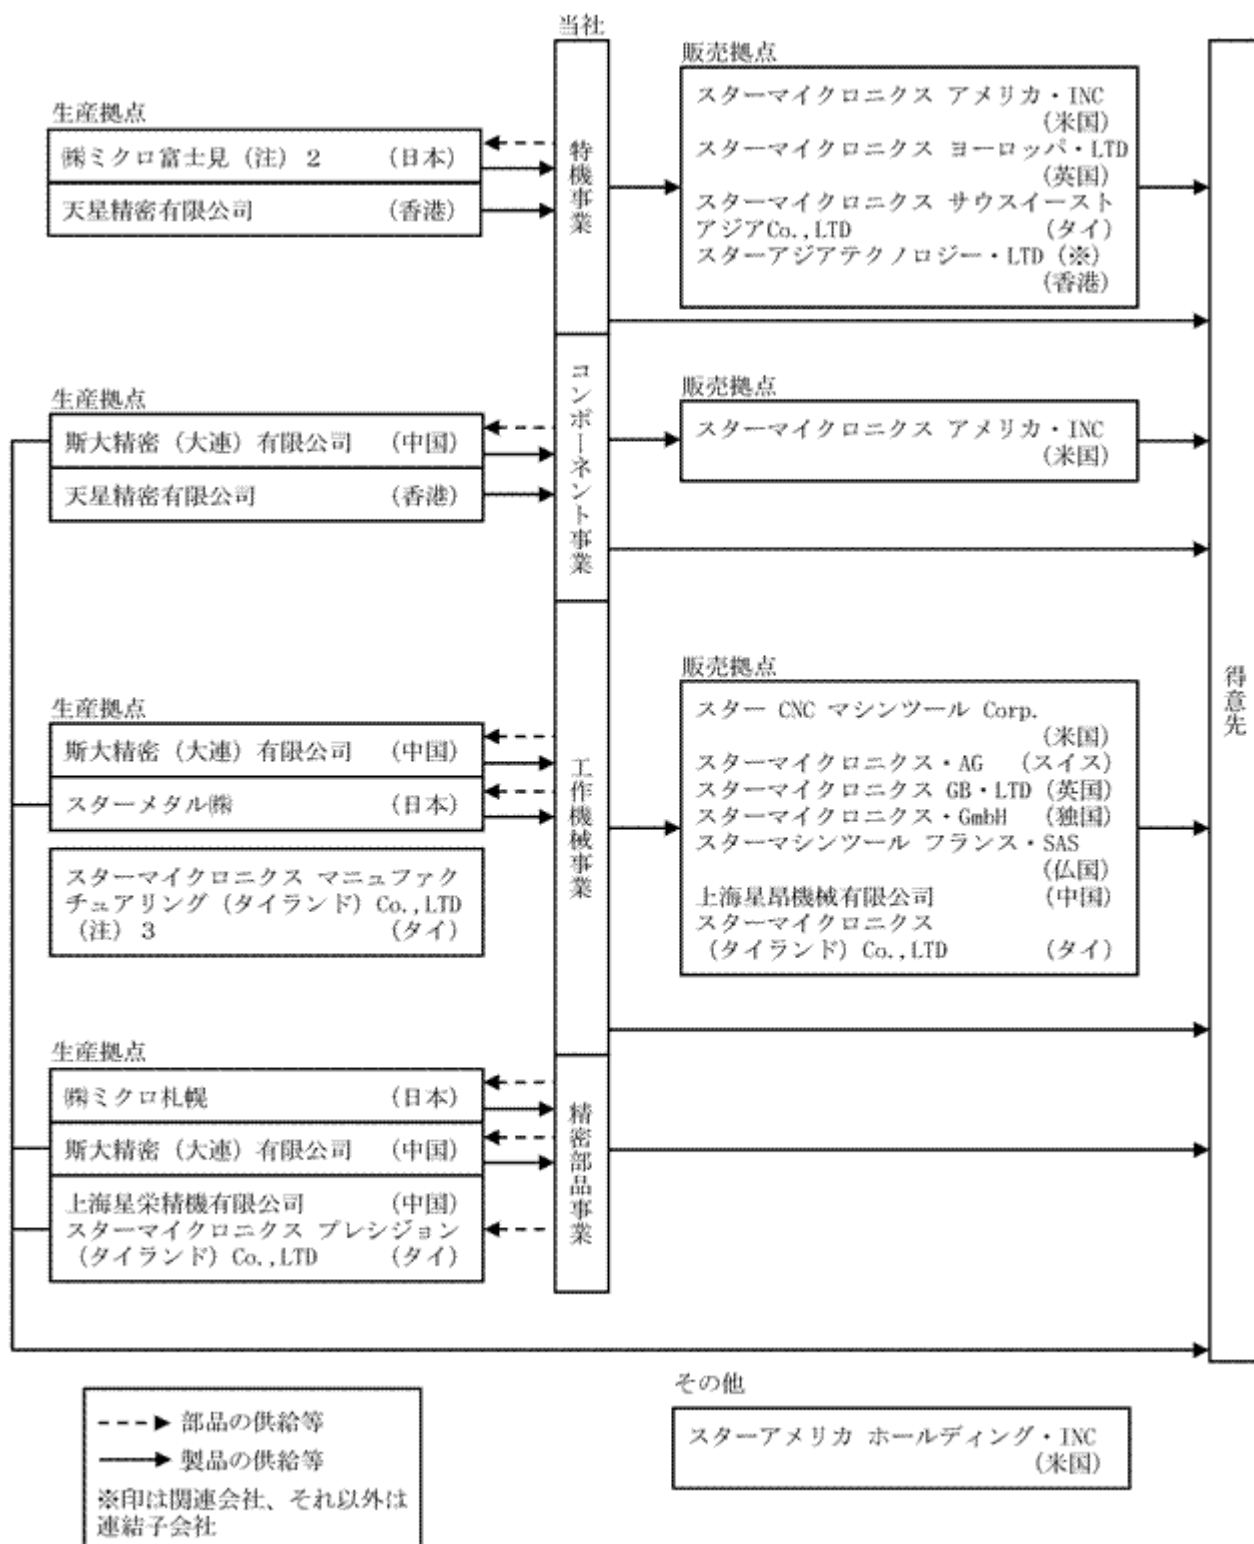 当社
生産拠点
㈱ミクロ富士見（注）２ （日本）
天星精密有限公司 （香港）
特機事業
販売拠点
スターマイクロニクス アメリカ・INC
（米国）
スターマイクロニクス ヨーロッパ・LTD
（英国）
スターマイクロニクス サウスイースト
アジアCo.,LTD （タイ）
スターアジアテクノロジー・LTD（※）
（香港）
生産拠点
斯大精密（大連）有限公司 （中国）
天星精密有限公司 （香港）
コンポーネント事業
販売拠点
スターマイクロニクス アメリカ・INC
（米国）
生産拠点
斯大精密（大連）有限公司 （中国）
スターメタル㈱ （日本）
スターマイクロニクス マニュファク
チュアリング（タイランド）Co.,LTD
（注）３ （タイ）
工作機械事業
販売拠点
スター CNC マシンツール Corp.
（米国）
スターマイクロニクス・AG （スイス）
スターマイクロニクス GB・LTD（英国）
スターマイクロニクス・GmbH （独国）
スターマシンツール フランス・SAS
（仏国）
上海星昂機械有限公司 （中国）
スターマイクロニクス
（タイランド）Co.,LTD （タイ）
得意先
生産拠点
㈱ミクロ札幌 （日本）
斯大精密（大連）有限公司 （中国）
上海星栄精機有限公司 （中国）
スターマイクロニクス プレシジョン
（タイランド）Co.,LTD （タイ）
精密部品事業
部品の供給等
製品の供給等
※印は関連会社、それ以外は
連結子会社
その他
スターアメリカ ホールディング・INC
（米国）